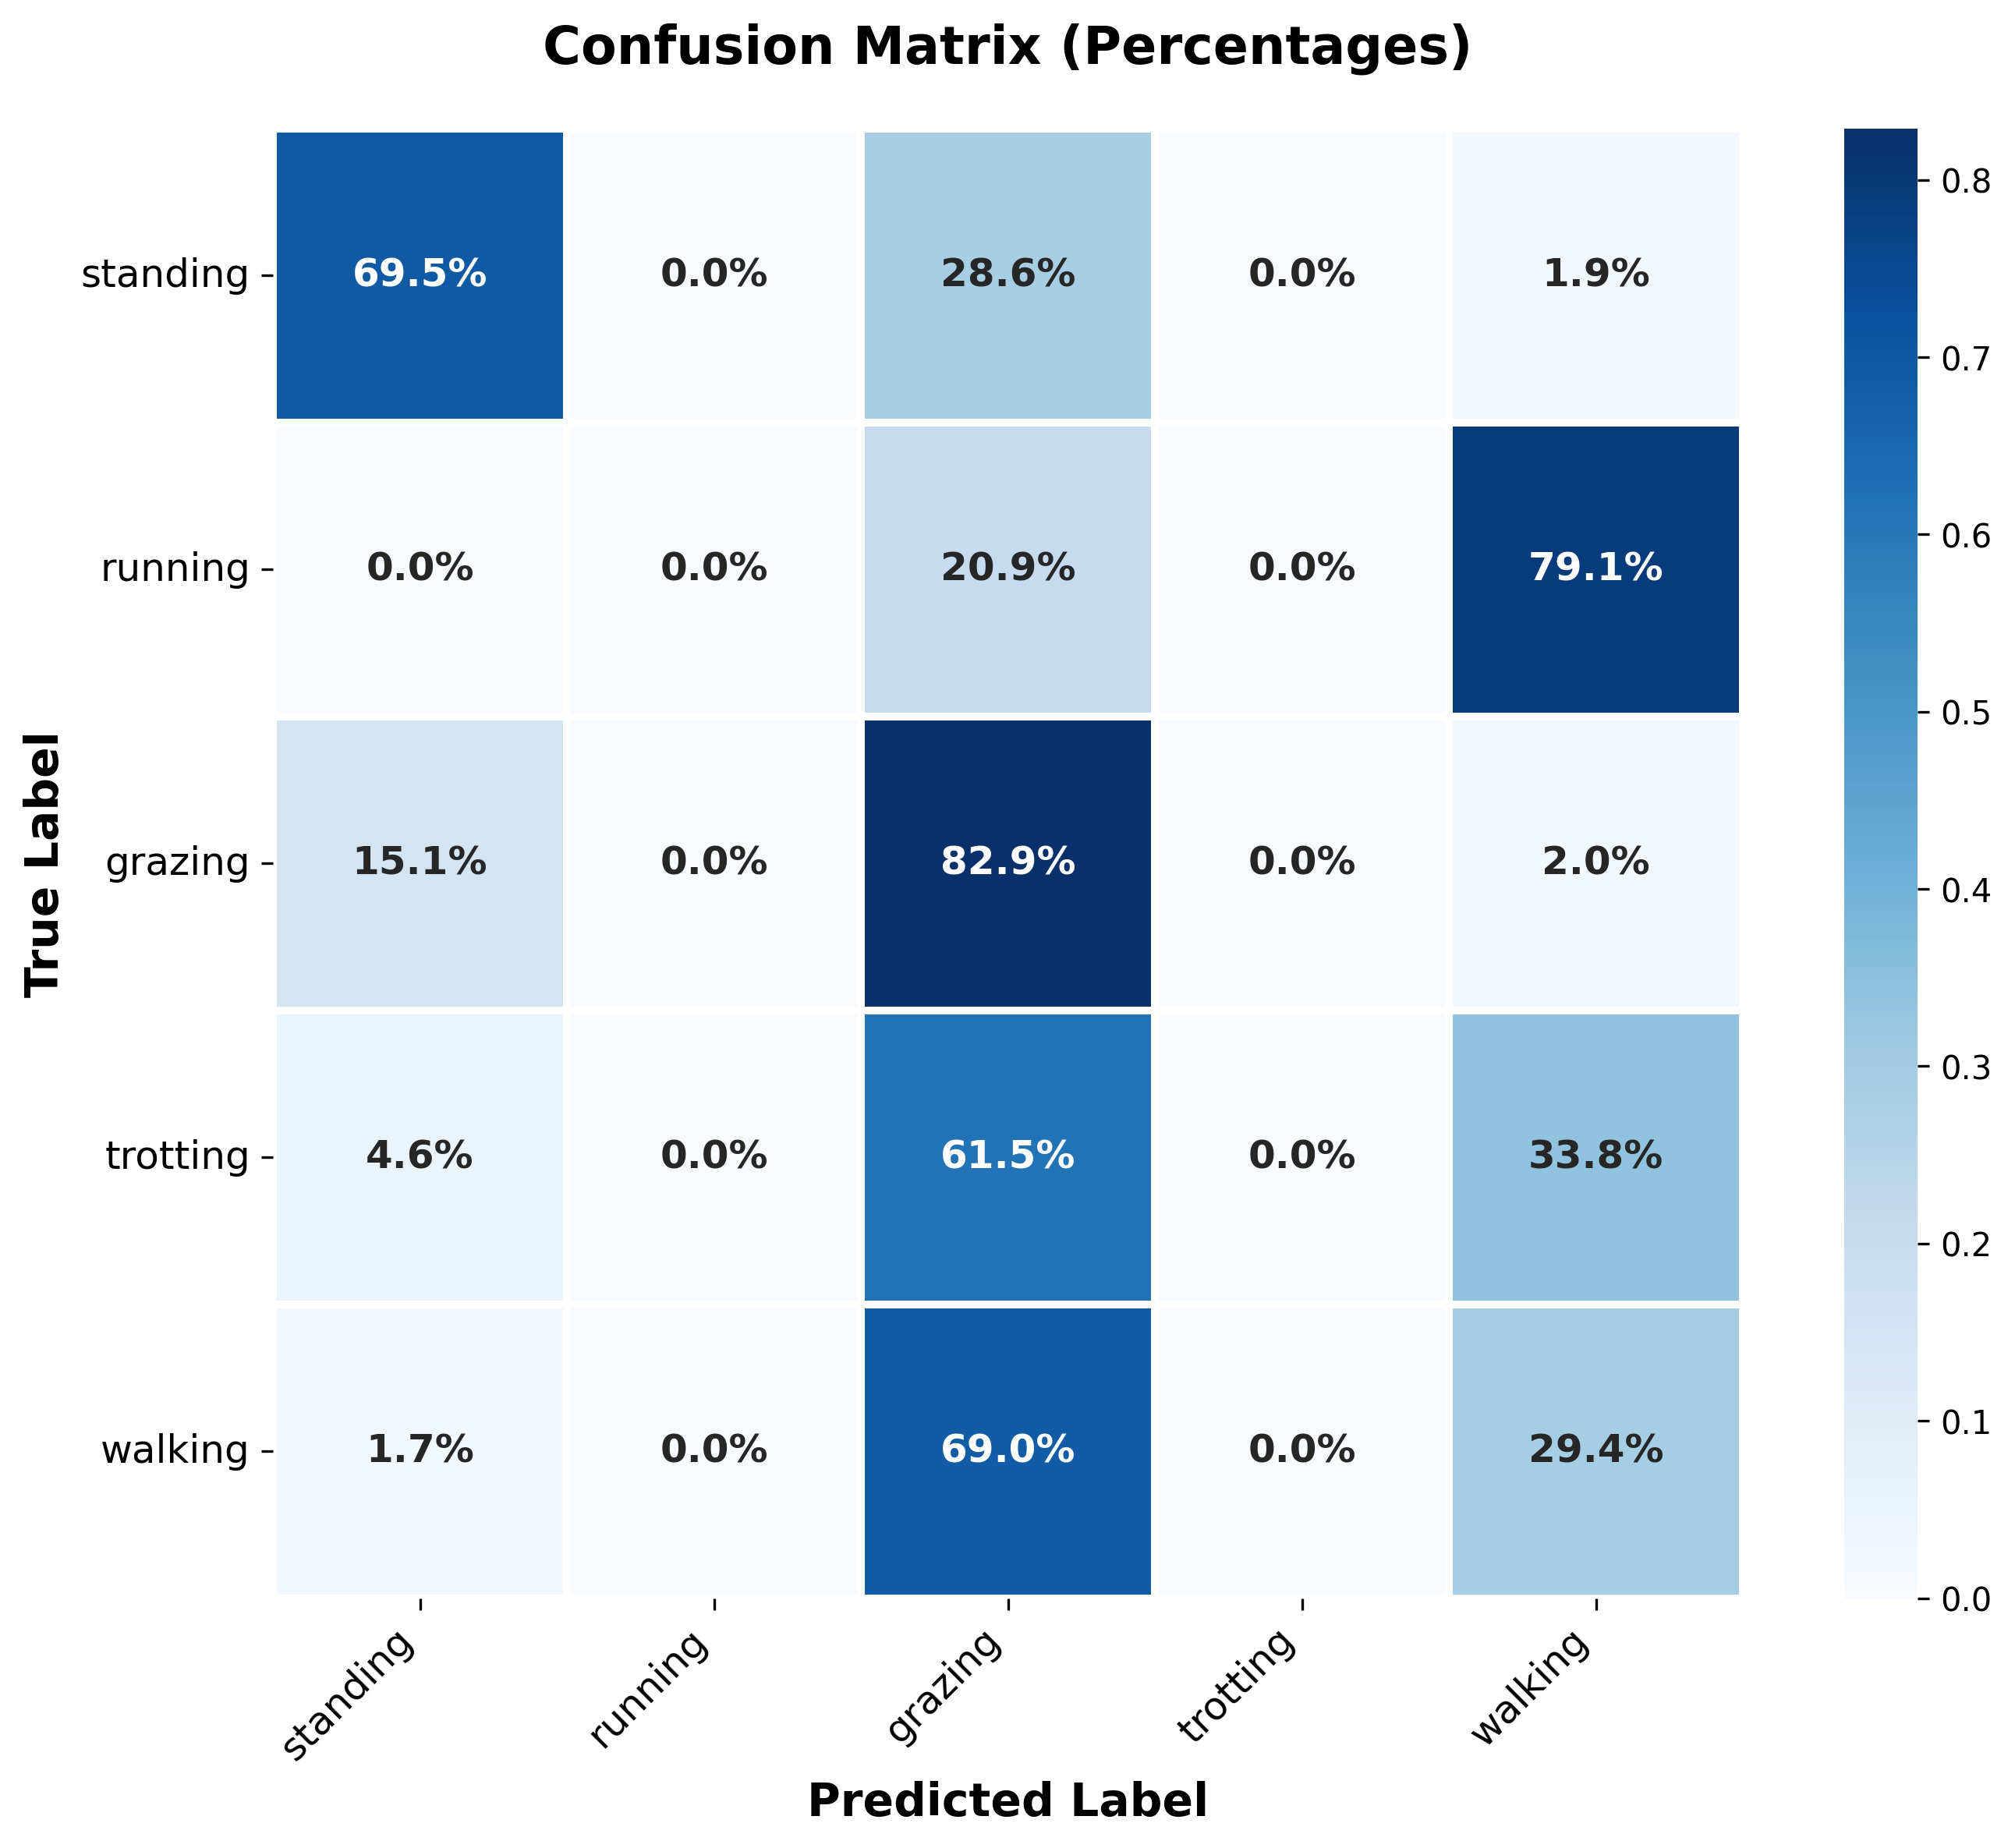 Confusion Matrix (Percentages)
standing 69.5% 0.0% 28.6% 0.0% 1.9%
running 0.0% 0.0% 20.9% 0.0% 79.1%
grazing 15.1% 0.0% 82.9% 0.0% 2.0%
trotting 4.6% 0.0% 61.5% 0.0% 33.8%
walking 1.7% 0.0% 69.0% 0.0% 29.4%
True Label
standing running grazing trotting walking
Predicted Label
0.8
0.7
0.6
0.5
0.4
0.3
0.2
0.1
0.0